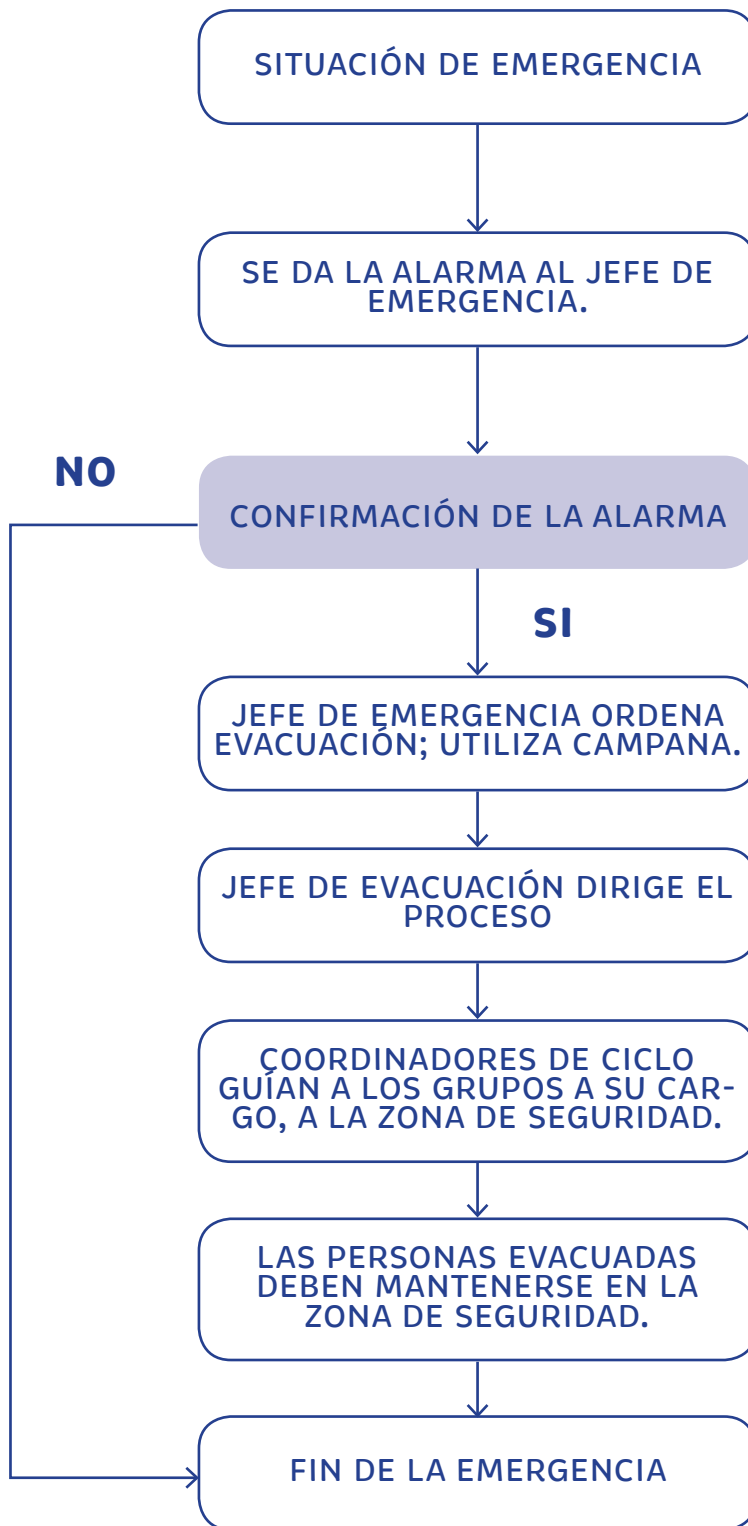 SITUACIÓN DE EMERGENCIA
SE DA LA ALARMA AL JEFE DE
EMERGENCIA.
NO
CONFIRMACIÓN DE LA ALARMA
SI
JEFE DE EMERGENCIA ORDENA
EVACUACIÓN; UTILIZA CAMPANA.
JEFE DE EVACUACIÓN DIRIGE EL
PROCESO
COORDINADORES DE CICLO
GUÍAN A LOS GRUPOS A SU CAR-
GO, A LA ZONA DE SEGURIDAD.
LAS PERSONAS EVACUADAS
DEBEN MANTENERSE EN LA
ZONA DE SEGURIDAD.
FIN DE LA EMERGENCIA